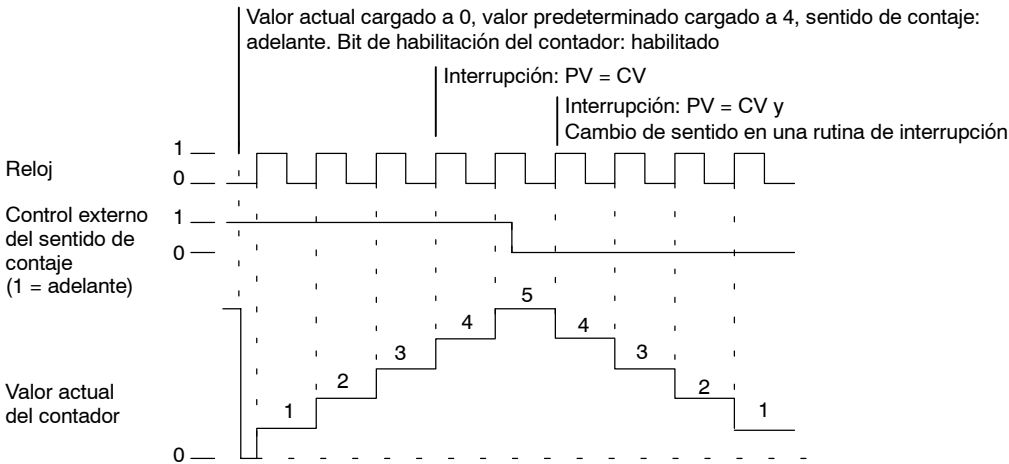 Valor actual cargado a 0, valor predeterminado cargado a 4, sentido de contaje:
adelante. Bit de habilitación del contador: habilitado
Interrupción: PV = CV
Interrupción: PV = CV y
Cambio de sentido en una rutina de interrupción
Reloj
1
0
Control externo
del sentido de
contaje
(1 = adelante)
1
0
Valor actual
del contador
0
1
2
3
4
5
4
3
2
1